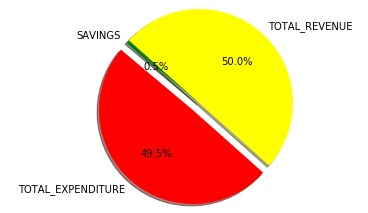 TOTAL_REVENUE
SAVINGS
50.0%
0.5%
49.5%
TOTAL_EXPENDITURE